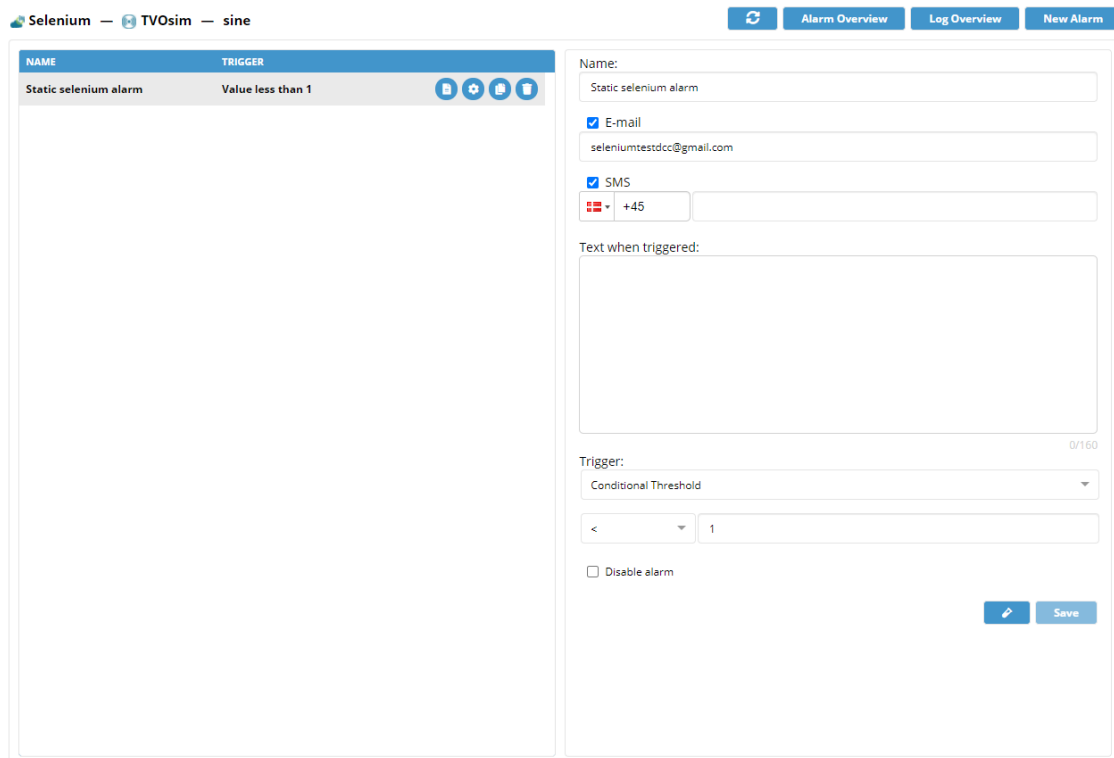 Selenium — TVOsim — sine
Alarm Overview
Log Overview
New Alarm
NAME TRIGGER
Static selenium alarm Value less than 1
Name:
Static selenium alarm
E-mail
seleniumtestdcc@gmail.com
SMS
+45
Text when triggered:
0/160
Trigger:
Conditional Threshold
< 1
Disable alarm
Save